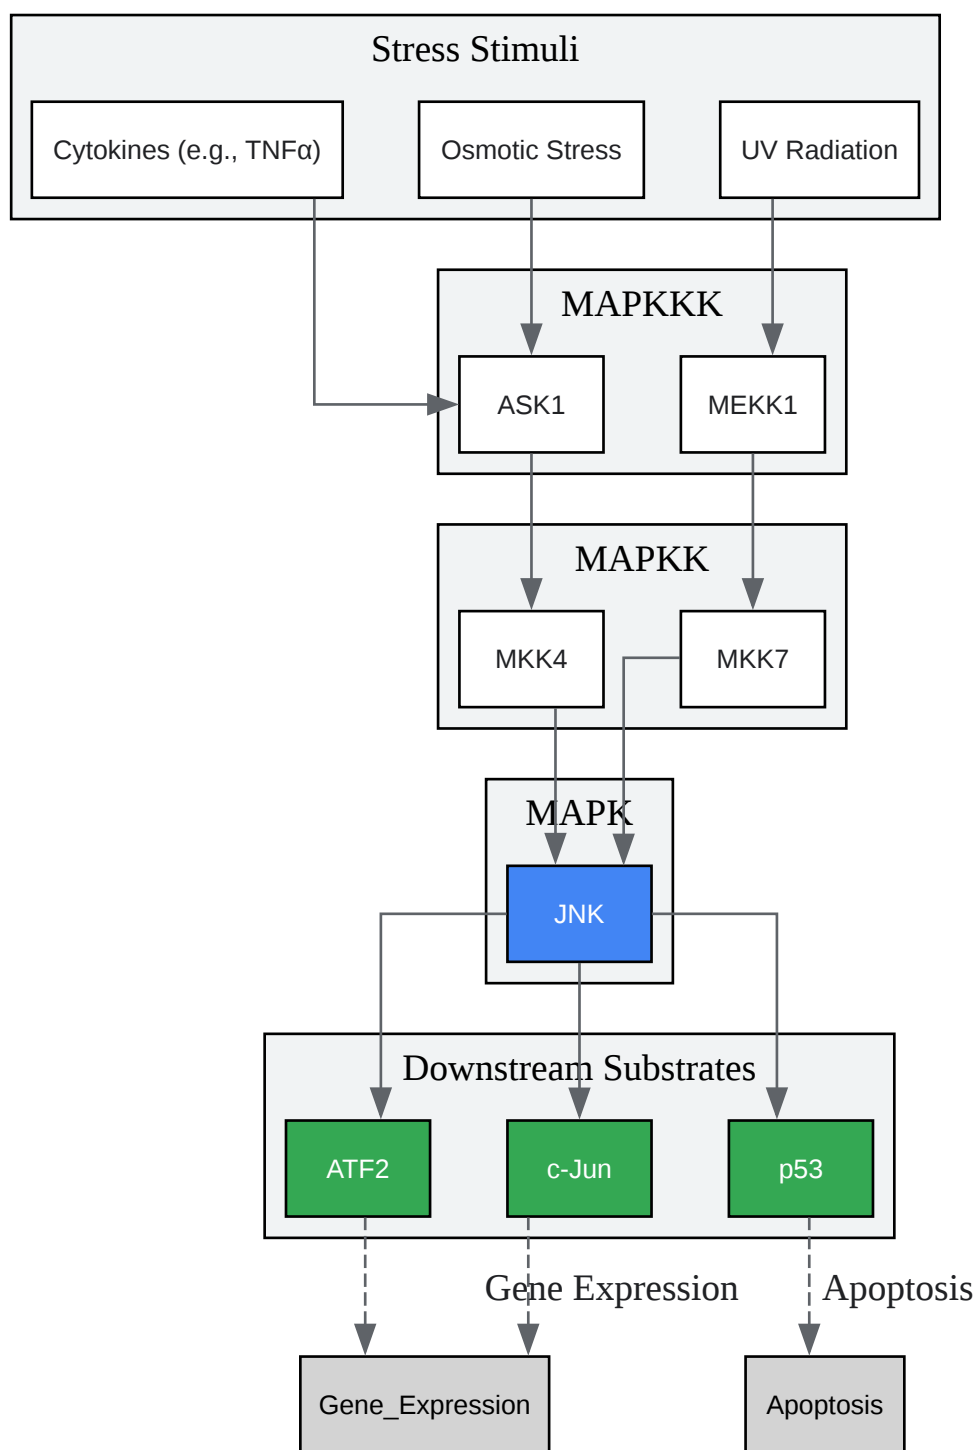 Stress Stimuli
Cytokines (e.g., TNFα)
Osmotic Stress
UV Radiation
MAPKKK
ASK1
MEKK1
MAPKK
MKK4
MKK7
MAPK
JNK
Downstream Substrates
ATF2
c-Jun
p53
Gene Expression
Apoptosis
Gene_Expression
Apoptosis